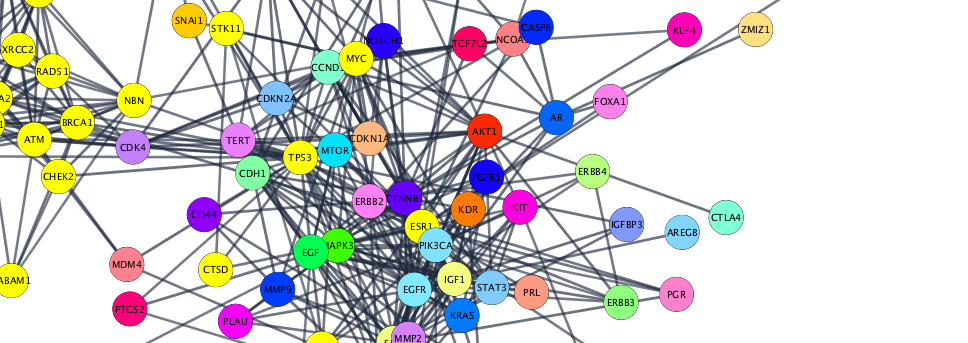 SNAI1
STK11
NOTCH1
CASP8
TCF7L2
NCOA
KLF4
ZMIZ1
XRCC2
RAD51
CCND
MYC
A2
NBN
CDKN2A
FOXA1
BRCA1
AR
1
ATM
CDK4
TERT
TP53
MTOR
CDKN1A
AKT1
CHEK2
CDH1
FGFR1
ERBB4
ERBB2
CTNNB1
KDR
KIT
CD44
ESR1
IGFBP3
AREGB
CTLA4
EGF
MAPK3
PIK3CA
MDM4
CTSD
ABAM1
MMP9
EGFR
IGF1
STAT3
PRL
ERBB3
PGR
PTGS2
PLAU
KRAS
S
MMP2